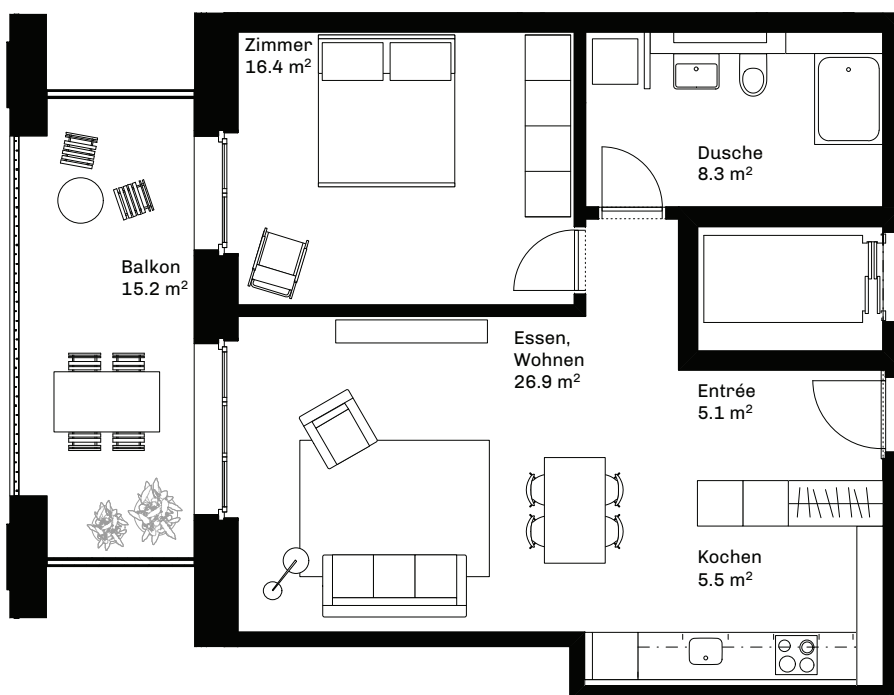 Zimmer
16.4 m²
Dusche
8.3 m²
Balkon
15.2 m²
Essen,
Wohnen
26.9 m²
Entrée
5.1 m²
Kochen
5.5 m²